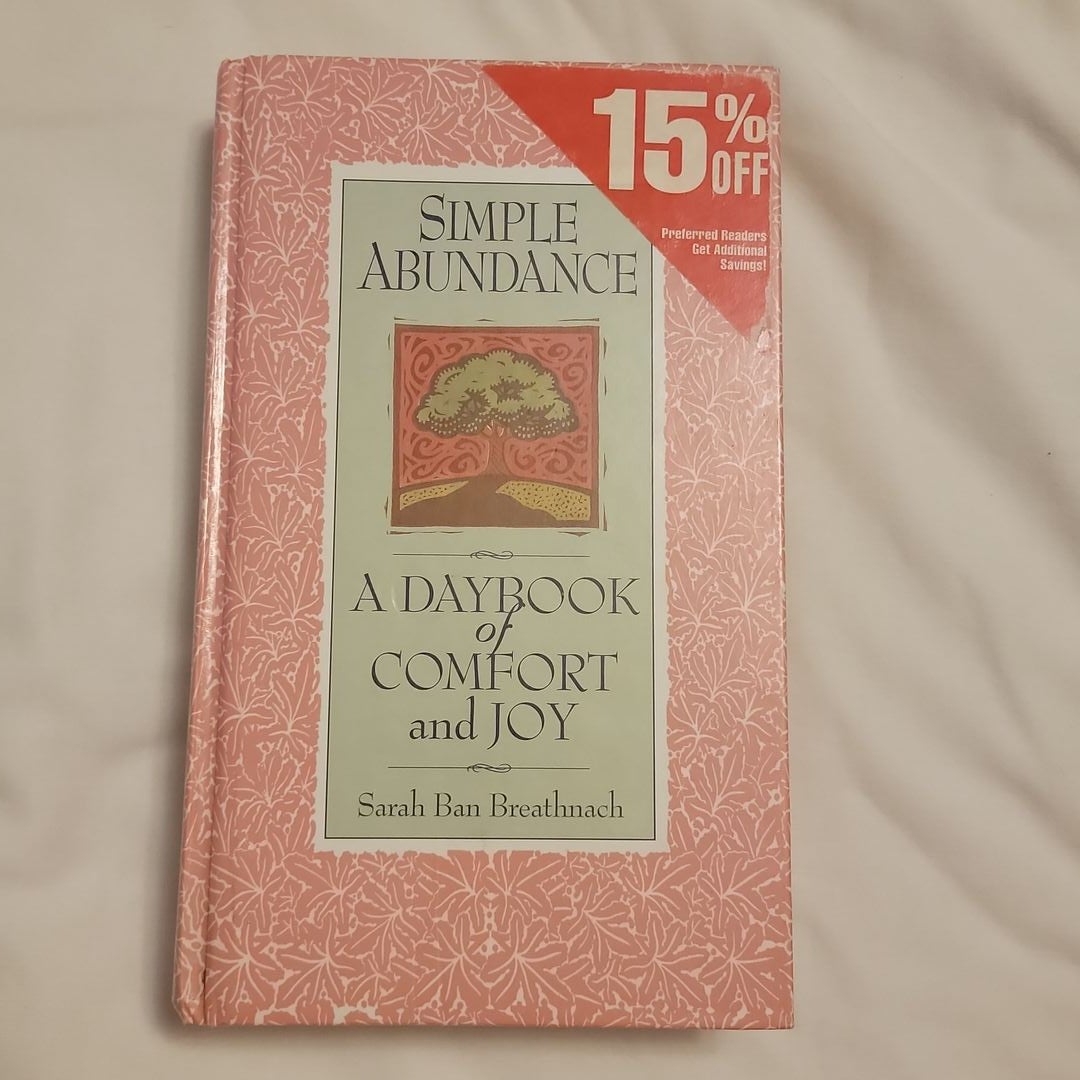 15% OFF
Preferred Readers
Get Additional
Savings!
SIMPLE
ABUNDANCE
A DAYBOOK
of
COMFORT
and JOY
Sarah Ban Breathnach